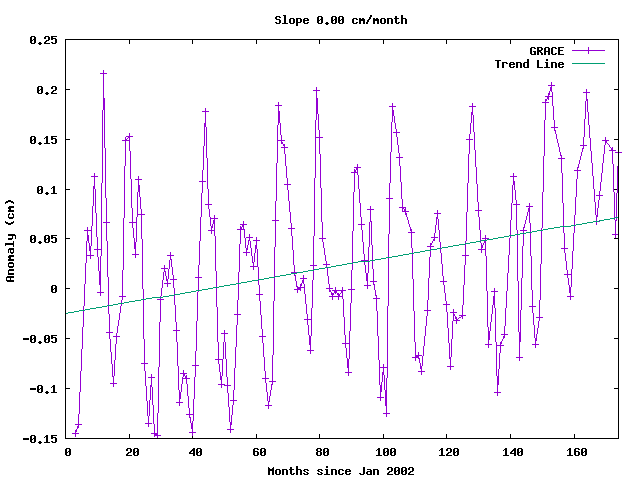 Slope 0.00 cm/month
0.25
0.2
0.15
0.1
0.05
0
-0.05
-0.1
-0.15
Anomaly (cm)
GRACE
Trend Line
0 20 40 60 80 100 120 140 160
Months since Jan 2002